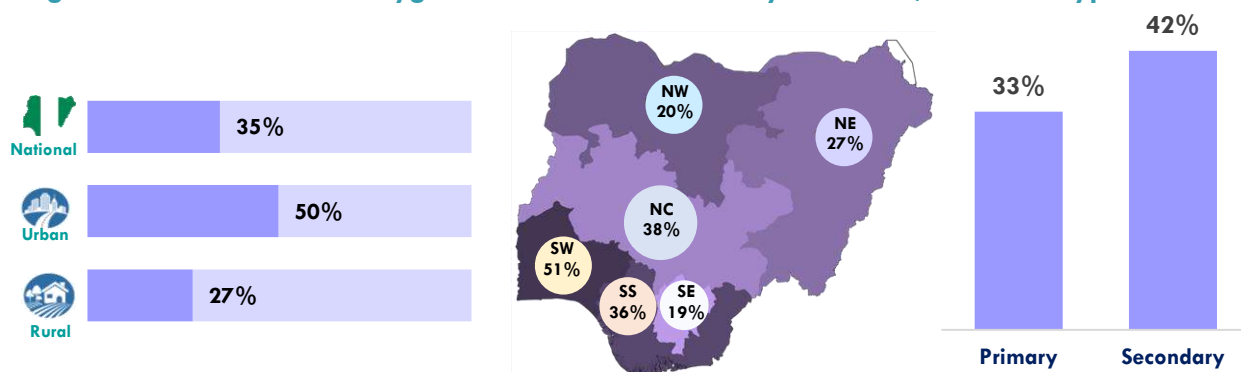 National
35%
Urban
50%
Rural
27%
NW
20%
NE
27%
NC
38%
SW
51%
SS
36%
SE
19%
33%
42%
Primary
Secondary